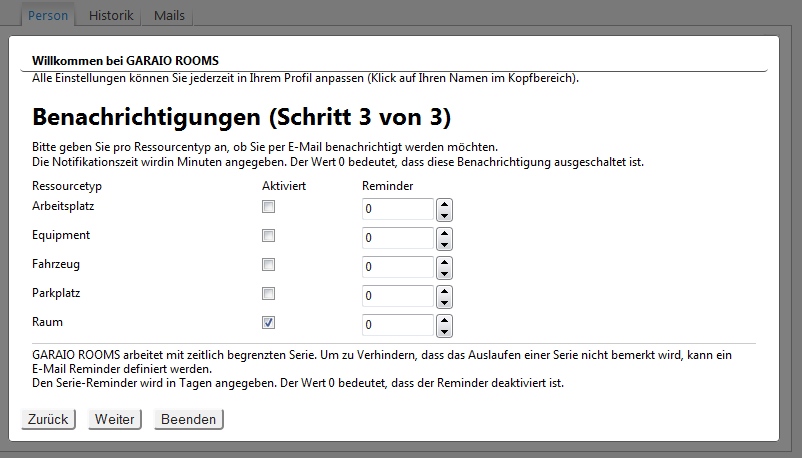 Person Historik Mails
Willkommen bei GARAIO ROOMS
Alle Einstellungen können Sie jederzeit in Ihrem Profil anpassen (Klick auf Ihren Namen im Kopfbereich).
Benachrichtigungen (Schritt 3 von 3)
Bitte geben Sie pro Ressourcentyp an, ob Sie per E-Mail benachrichtigt werden möchten.
Die Notifikationszeit wirdin Minuten angegeben. Der Wert 0 bedeutet, dass diese Benachrichtigung ausgeschaltet ist.
Ressourcetyp Aktiviert Reminder
Arbeitsplatz 0
Equipment 0
Fahrzeug 0
Parkplatz 0
Raum 0
GARAIO ROOMS arbeitet mit zeitlich begrenzten Serie. Um zu Verhindern, dass das Auslaufen einer Serie nicht bemerkt wird, kann ein
E-Mail Reminder definiert werden.
Den Serie-Reminder wird in Tagen angegeben. Der Wert 0 bedeutet, dass der Reminder deaktiviert ist.
Zurück Weiter Beenden